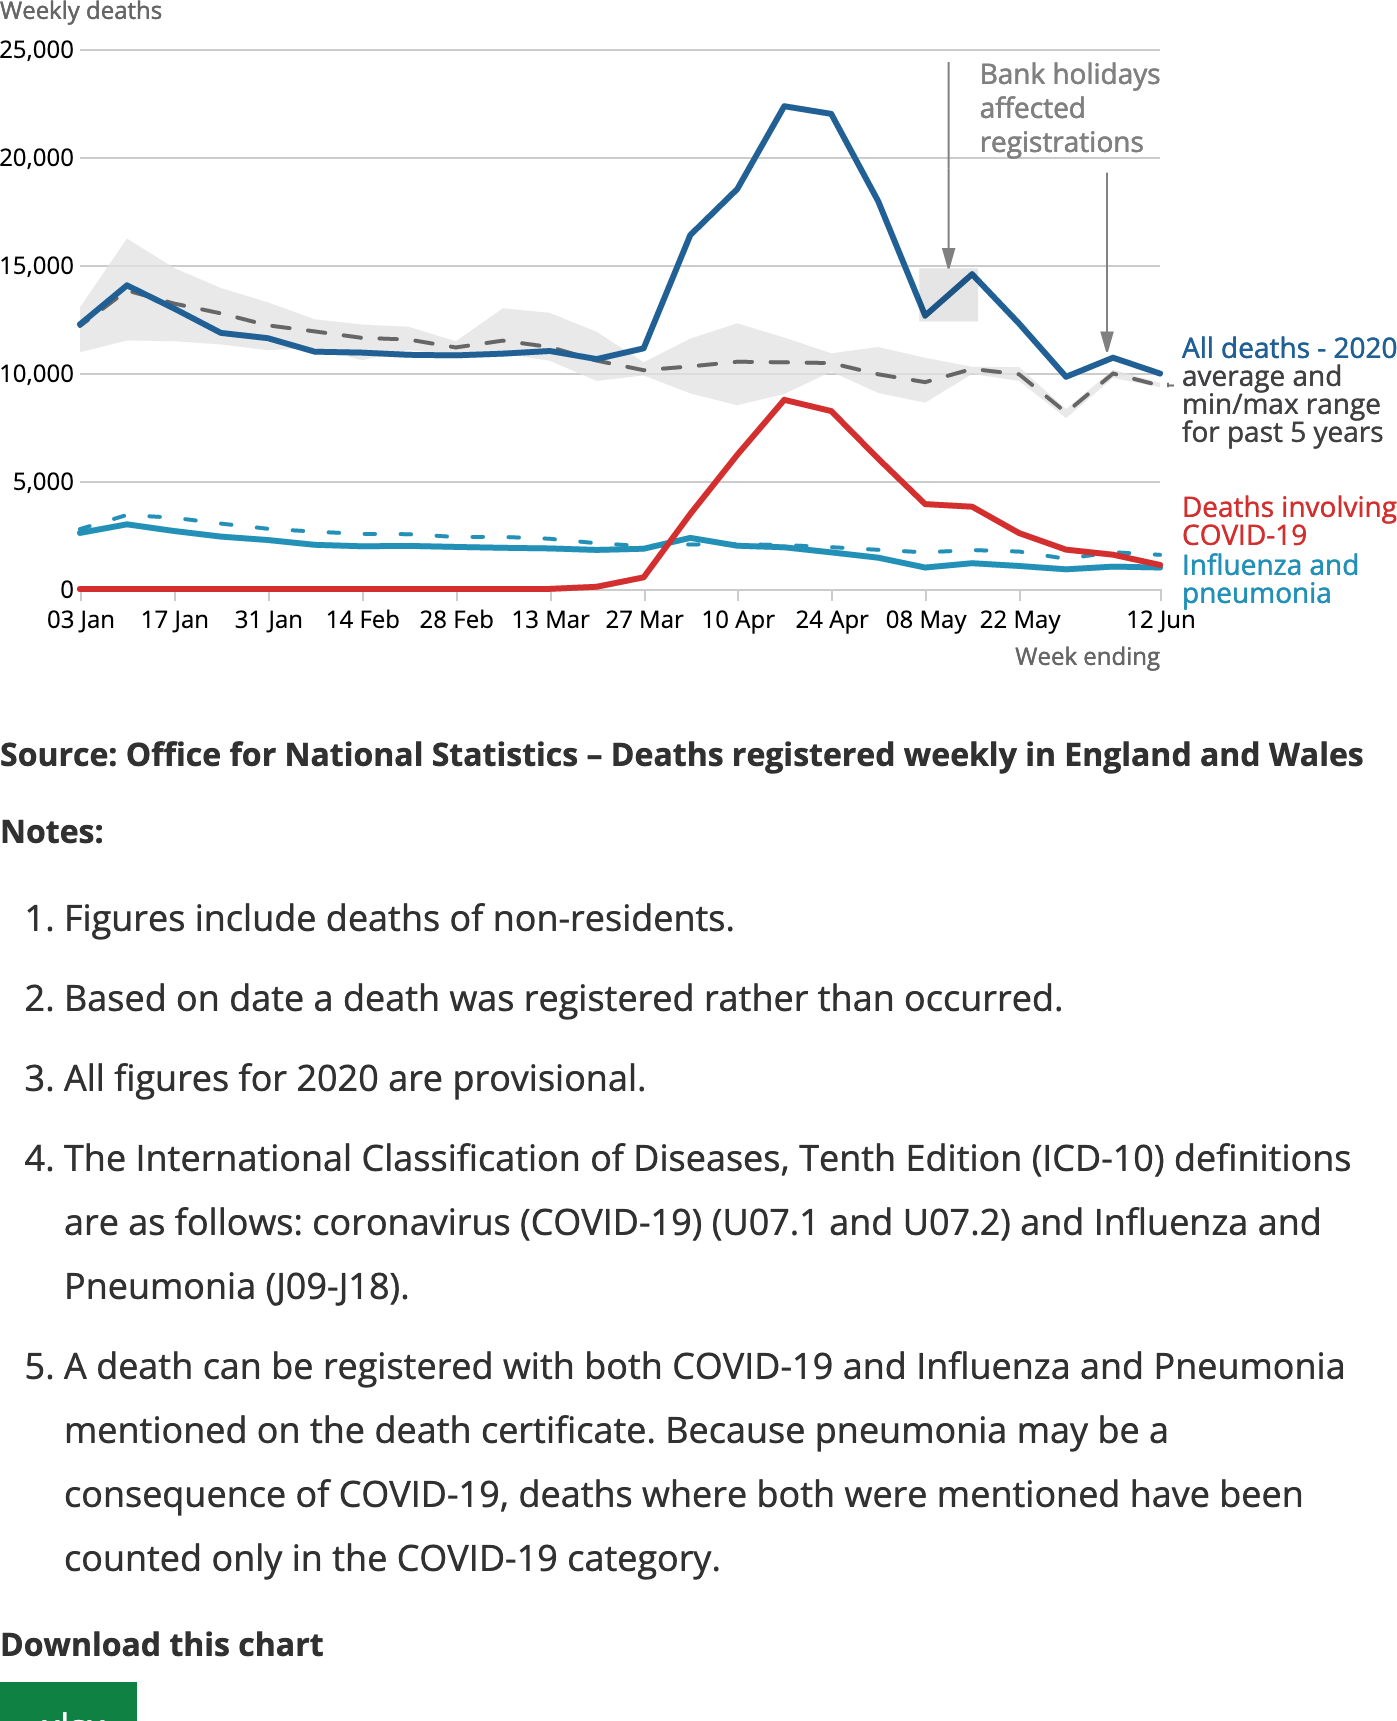 Weekly deaths
25,000
20,000
15,000
10,000
5,000
0
Bank holidays
affected
registrations
All deaths - 2020
average and
min/max range
for past 5 years
Deaths involving
COVID-19
Influenza and
pneumonia
03 Jan 17 Jan 31 Jan 14 Feb 28 Feb 13 Mar 27 Mar 10 Apr 24 Apr 08 May 22 May 12 Jun
Week ending
Source: Office for National Statistics – Deaths registered weekly in England and Wales
Notes:
1. Figures include deaths of non-residents.
2. Based on date a death was registered rather than occurred.
3. All figures for 2020 are provisional.
4. The International Classification of Diseases, Tenth Edition (ICD-10) definitions
are as follows: coronavirus (COVID-19) (U07.1 and U07.2) and Influenza and
Pneumonia (J09-J18).
5. A death can be registered with both COVID-19 and Influenza and Pneumonia
mentioned on the death certificate. Because pneumonia may be a
consequence of COVID-19, deaths where both were mentioned have been
counted only in the COVID-19 category.
Download this chart